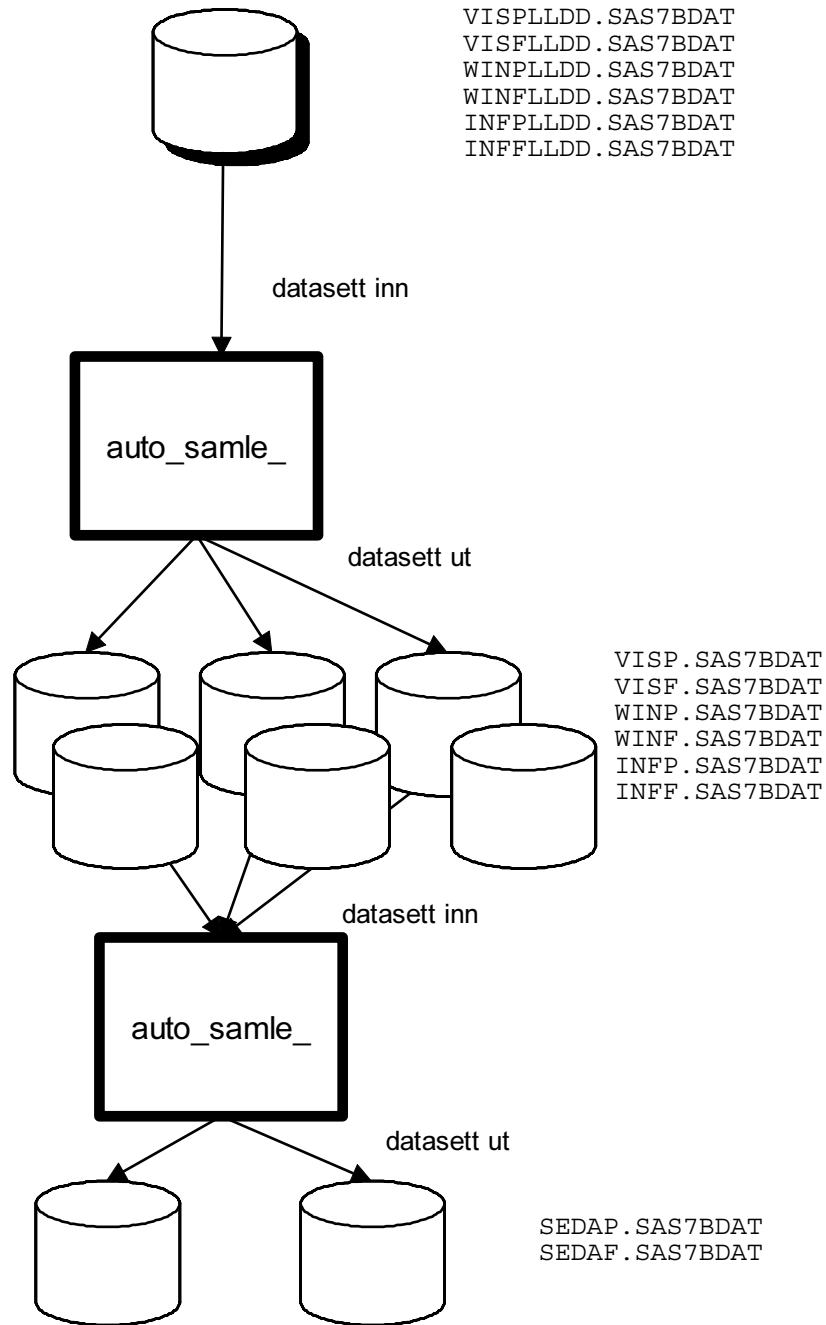 VISPLLDD.SAS7BDAT
VISFLLDD.SAS7BDAT
WINPLLDD.SAS7BDAT
WINFLLDD.SAS7BDAT
INFPLLDD.SAS7BDAT
INFFLLDD.SAS7BDAT
datasett inn
auto_samle_
datasett ut
VISP.SAS7BDAT
VISF.SAS7BDAT
WINP.SAS7BDAT
WINF.SAS7BDAT
INFP.SAS7BDAT
INFF.SAS7BDAT
datasett inn
auto_samle_
datasett ut
SEDAP.SAS7BDAT
SEDAF.SAS7BDAT